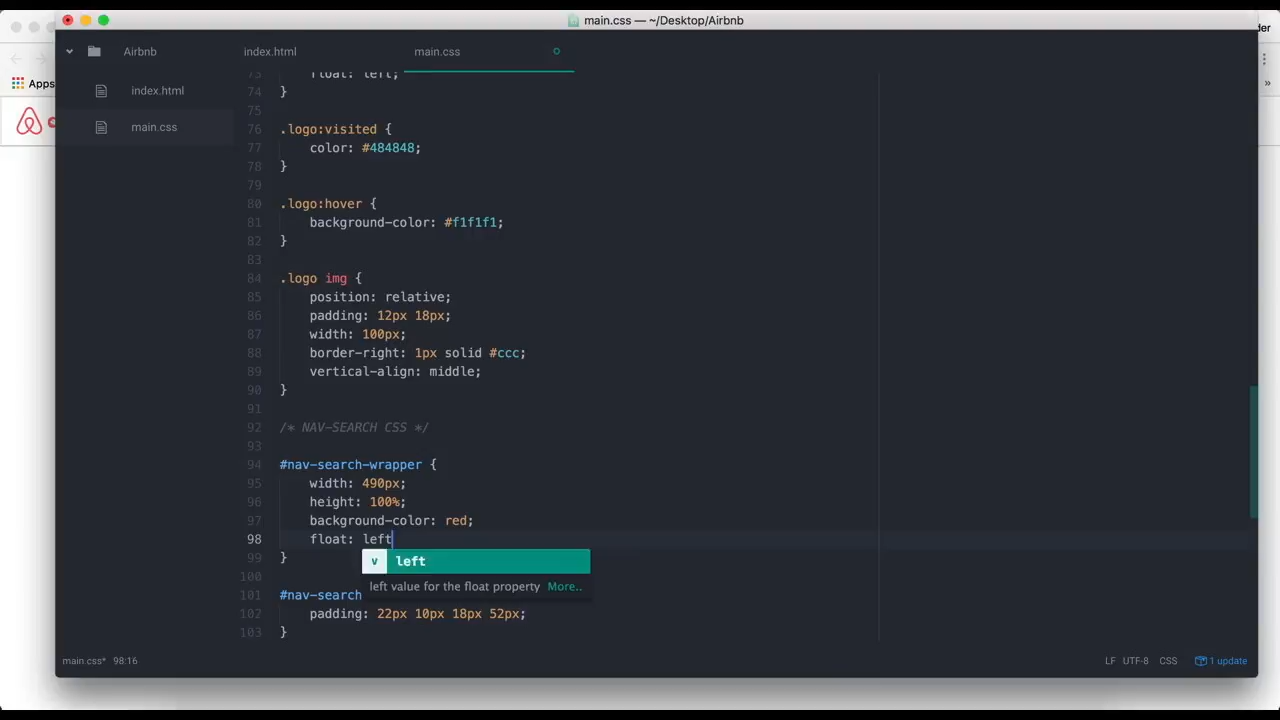 main.css — ~/Desktop/Airbnb
der
Airbnb
index.html
main.css
Apps
»
index.html
main.css
73 float: left;
74 }
75
76 .logo:visited {
77 color: #484848;
78 }
79
80 .logo:hover {
81 background-color: #f1f1f1;
82 }
83
84 .logo img {
85 position: relative;
86 padding: 12px 18px;
87 width: 100px;
88 border-right: 1px solid #ccc;
89 vertical-align: middle;
90 }
91
92 /* NAV-SEARCH CSS */
93
94 #nav-search-wrapper {
95 width: 490px;
96 height: 100%;
97 background-color: red;
98 float: left
99 }
v left
100
left value for the float property More..
101 #nav-search
102 padding: 22px 10px 18px 52px;
103 }
main.css* 98:16
LF UTF-8 CSS 1 update